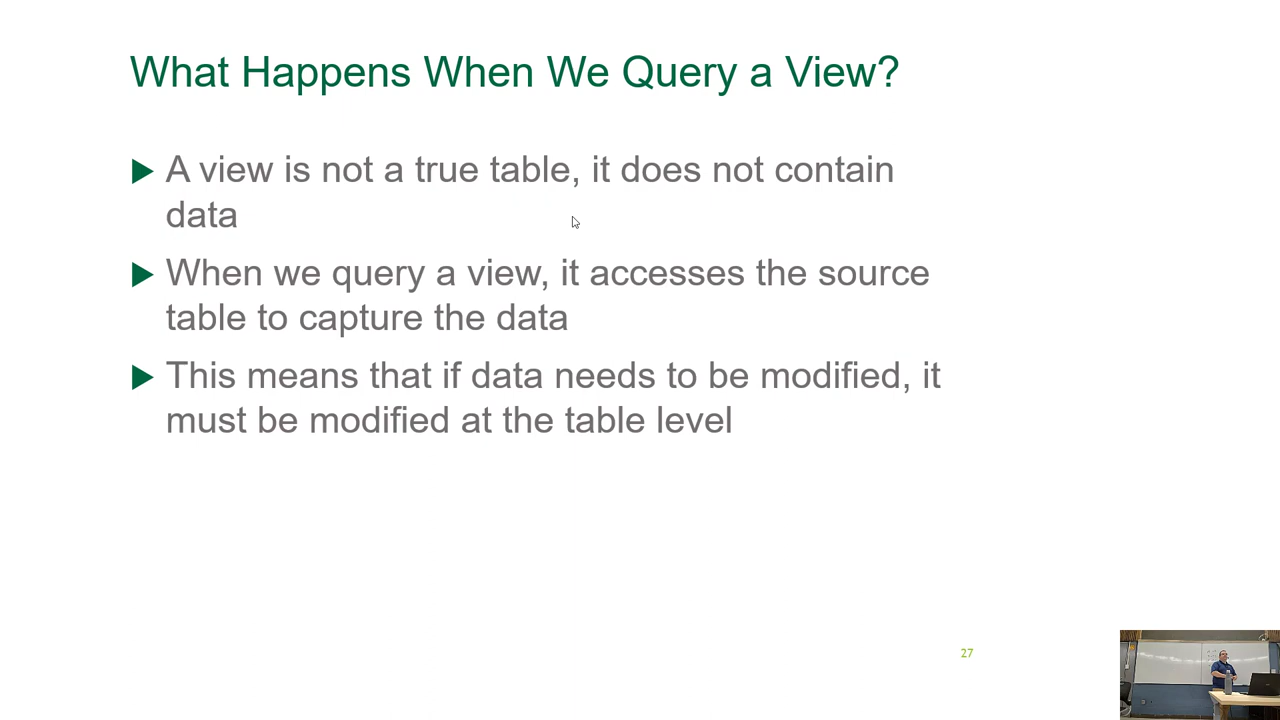 What Happens When We Query a View?
A view is not a true table, it does not contain
data
When we query a view, it accesses the source
table to capture the data
This means that if data needs to be modified, it
must be modified at the table level
27